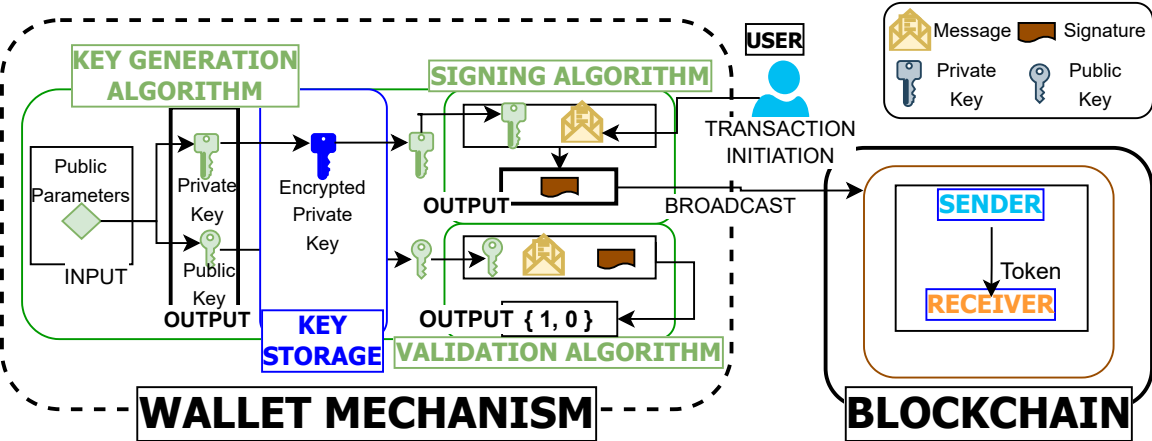 KEY GENERATION
ALGORITHM
SIGNING ALGORITHM
USER
Message
Signature
Private
Key
Public
Key
TRANSACTION
INITIATION
Public
Parameters
INPUT
Private
Key
Public
Key
OUTPUT
Encrypted
Private
Key
KEY
STORAGE
OUTPUT
BROADCAST
OUTPUT { 1, 0 }
VALIDATION ALGORITHM
SENDER
Token
RECEIVER
WALLET MECHANISM
BLOCKCHAIN